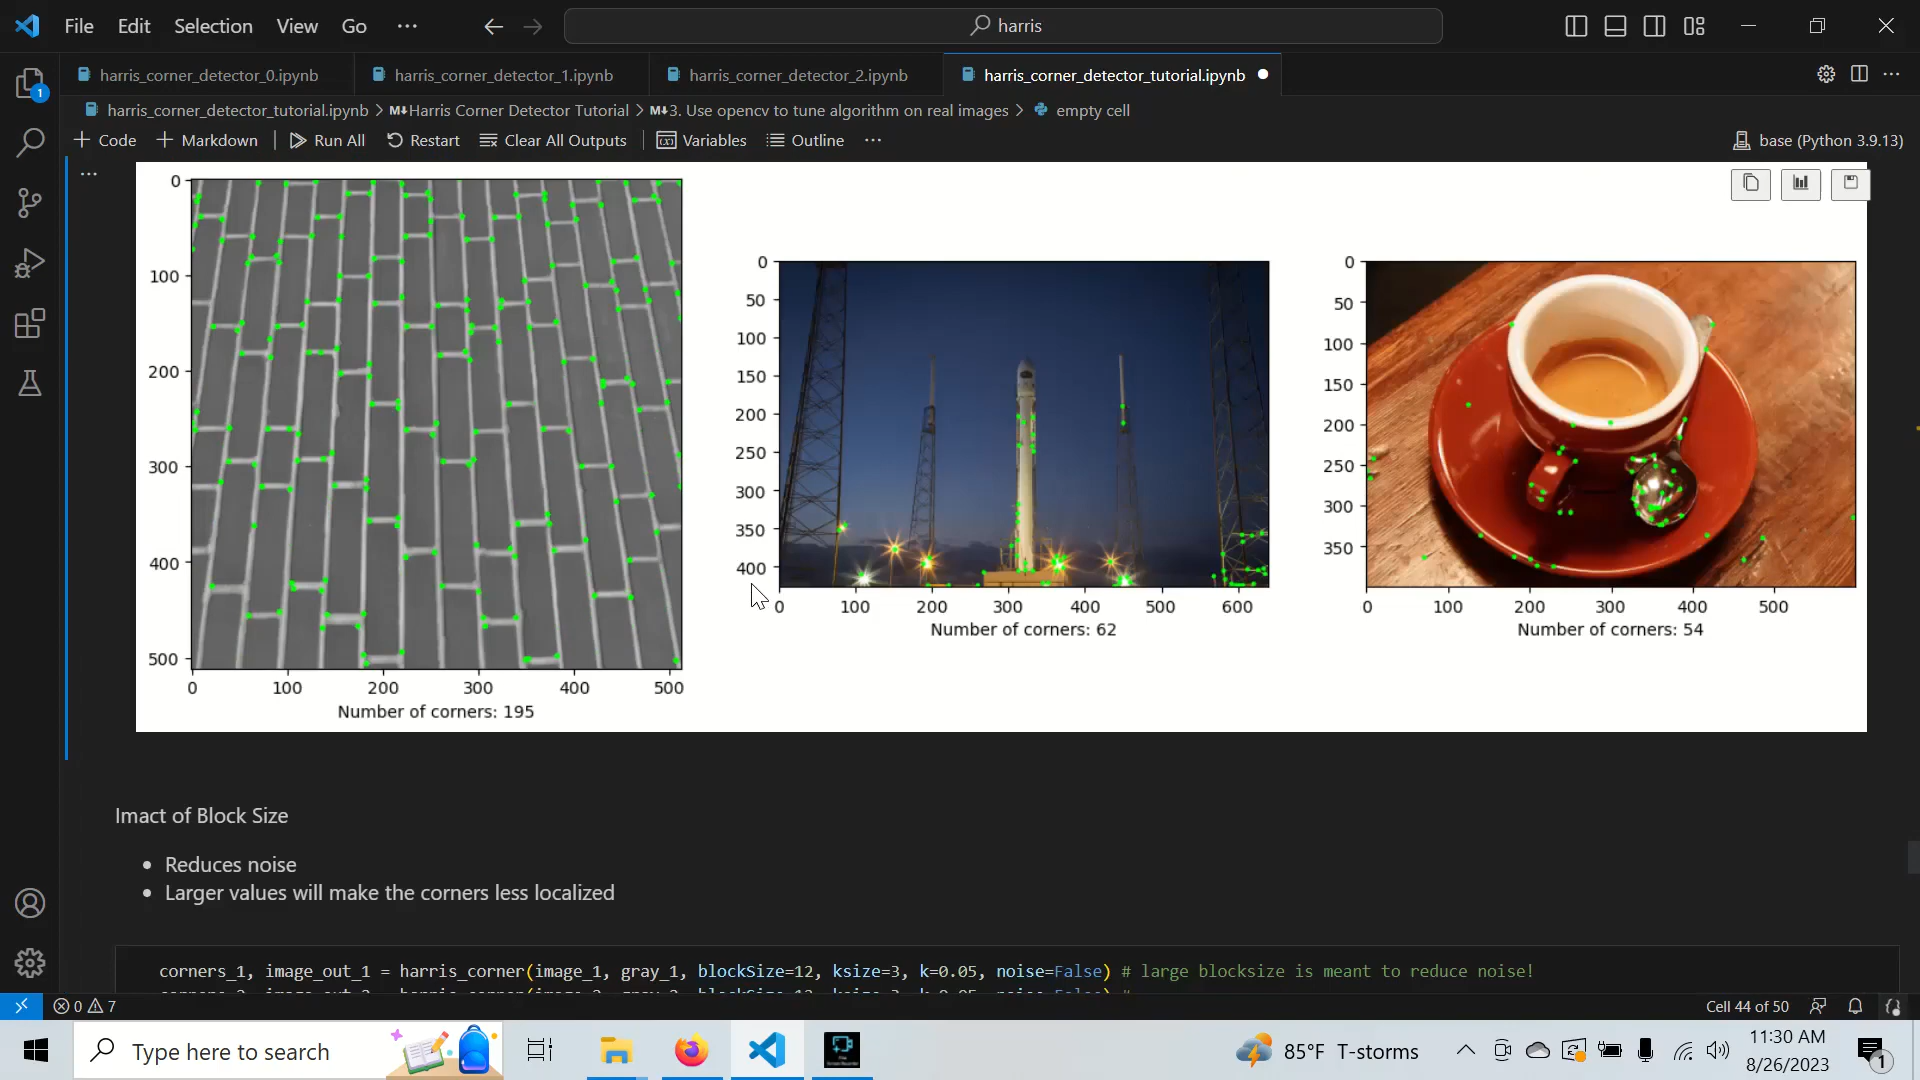 File Edit Selection View Go ··· harris
harris_corner_detector_0.ipynb harris_corner_detector_1.ipynb harris_corner_detector_2.ipynb harris_corner_detector_tutorial.ipynb
harris_corner_detector_tutorial.ipynb > M↓Harris Corner Detector Tutorial > M↓3. Use opencv to tune algorithm on real images > empty cell
+ Code + Markdown Run All Restart Clear All Outputs Variables Outline ··· base (Python 3.9.13)
0
100
200
300
400
500
0 100 200 300 400 500
Number of corners: 195
0
50
100
150
200
250
300
350
400
0 100 200 300 400 500 600
Number of corners: 62
0
50
100
150
200
250
300
350
0 100 200 300 400 500
Number of corners: 54
Imact of Block Size
• Reduces noise
• Larger values will make the corners less localized
corners_1, image_out_1 = harris_corner(image_1, gray_1, blockSize=12, ksize=3, k=0.05, noise=False) # large blocksize is meant to reduce noise!
0 7 Cell 44 of 50
Type here to search 85°F T-storms 11:30 AM
8/26/2023
1
1